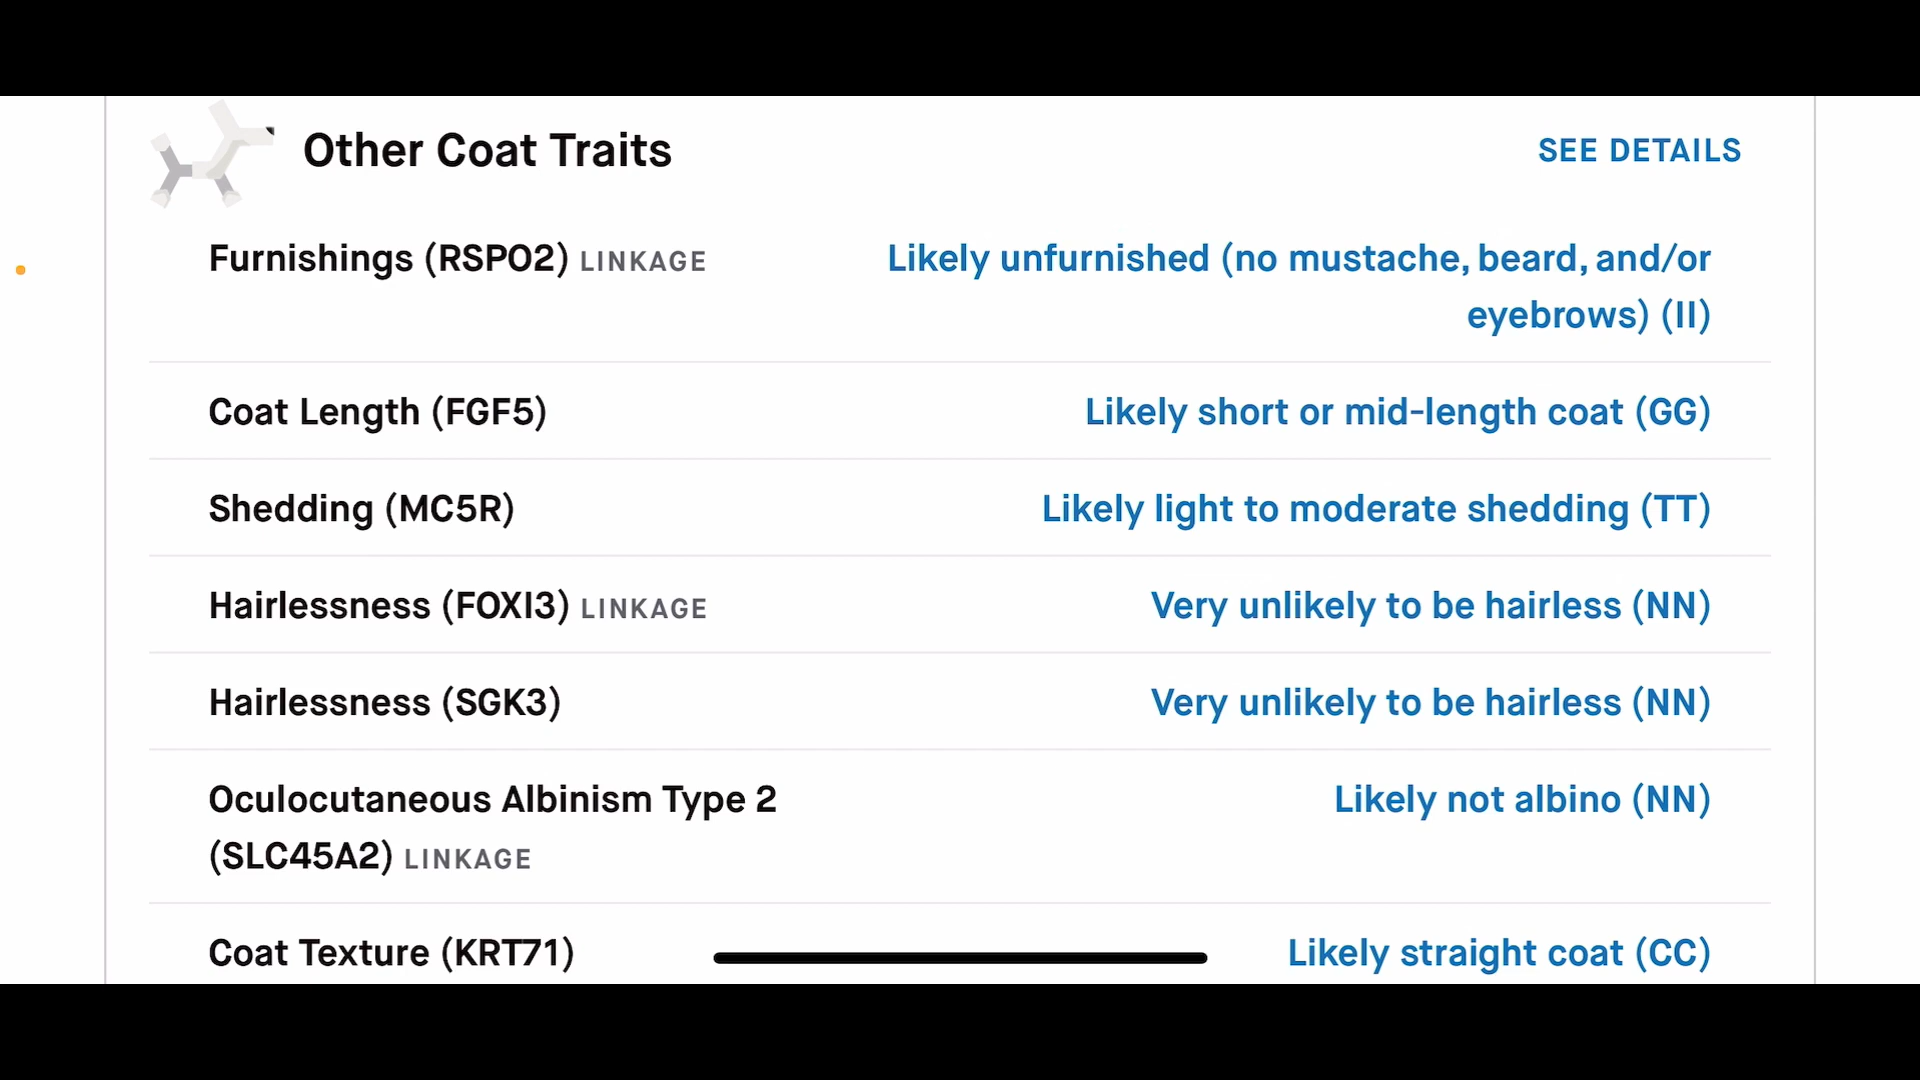 Other Coat Traits SEE DETAILS
Furnishings (RSPO2) LINKAGE Likely unfurnished (no mustache, beard, and/or
eyebrows) (II)
Coat Length (FGF5) Likely short or mid-length coat (GG)
Shedding (MC5R) Likely light to moderate shedding (TT)
Hairlessness (FOXI3) LINKAGE Very unlikely to be hairless (NN)
Hairlessness (SGK3) Very unlikely to be hairless (NN)
Oculocutaneous Albinism Type 2 Likely not albino (NN)
(SLC45A2) LINKAGE
Coat Texture (KRT71) Likely straight coat (CC)